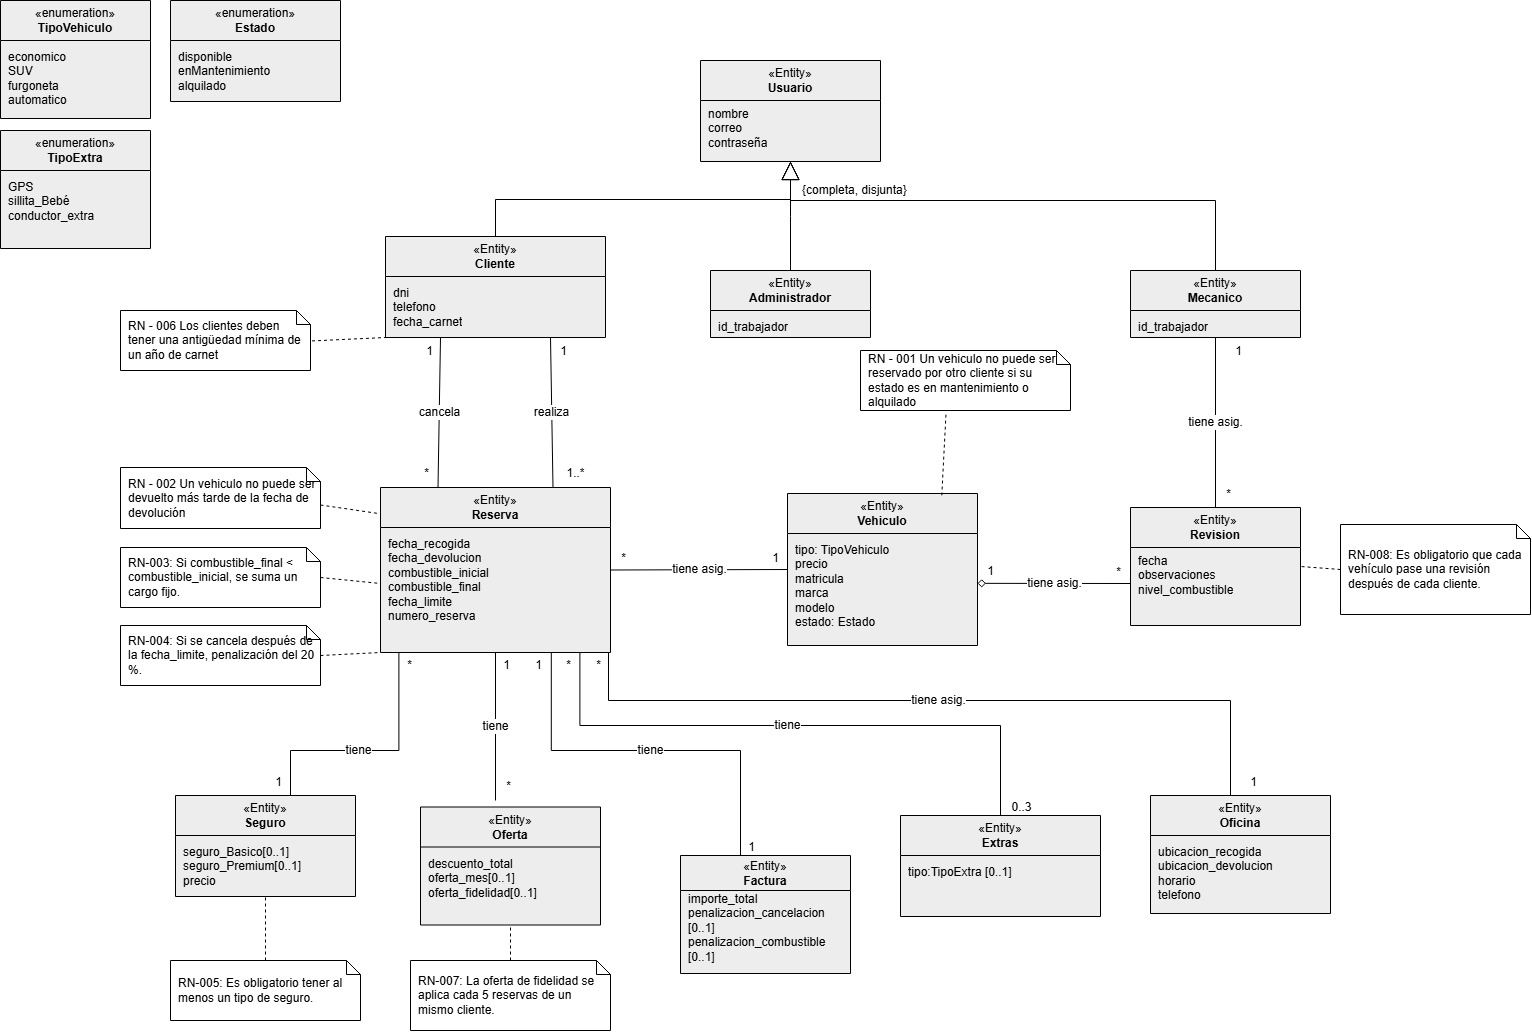 «enumeration»
TipoVehiculo
economico
SUV
furgoneta
automatico
«enumeration»
Estado
disponible
enMantenimiento
alquilado
«enumeration»
TipoExtra
GPS
sillita_Bebé
conductor_extra
«Entity»
Usuario
nombre
correo
contraseña
{completa, disjunta}
«Entity»
Cliente
dni
telefono
fecha_carnet
«Entity»
Administrador
id_trabajador
«Entity»
Mecanico
id_trabajador
RN - 006 Los clientes deben
tener una antigüedad mínima de
un año de carnet
1
1
1
RN - 001 Un vehiculo no puede ser
reservado por otro cliente si su
estado es en mantenimiento o
alquilado
cancela
realiza
tiene asig.
*
1..*
*
RN - 002 Un vehiculo no puede ser
devuelto más tarde de la fecha de
devolución
RN-003: Si combustible_final <
combustible_inicial, se suma un
cargo fijo.
RN-004: Si se cancela después de
la fecha_limite, penalización del 20
%.
«Entity»
Reserva
fecha_recogida
fecha_devolucion
combustible_inicial
combustible_final
fecha_limite
numero_reserva
*
tiene asig.
1
«Entity»
Vehiculo
tipo: TipoVehiculo
precio
matricula
marca
modelo
estado: Estado
1
tiene asig.
*
«Entity»
Revision
fecha
observaciones
nivel_combustible
RN-008: Es obligatorio que cada
vehículo pase una revisión
después de cada cliente.
*
1
1
*
*
tiene asig.
tiene
tiene
tiene
tiene
1
*
1
0..3
1
«Entity»
Seguro
seguro_Basico[0..1]
seguro_Premium[0..1]
precio
«Entity»
Oferta
descuento_total
oferta_mes[0..1]
oferta_fidelidad[0..1]
«Entity»
Factura
importe_total
penalizacion_cancelacion
[0..1]
penalizacion_combustible
[0..1]
«Entity»
Extras
tipo:TipoExtra [0..1]
«Entity»
Oficina
ubicacion_recogida
ubicacion_devolucion
horario
telefono
RN-005: Es obligatorio tener al
menos un tipo de seguro.
RN-007: La oferta de fidelidad se
aplica cada 5 reservas de un
mismo cliente.